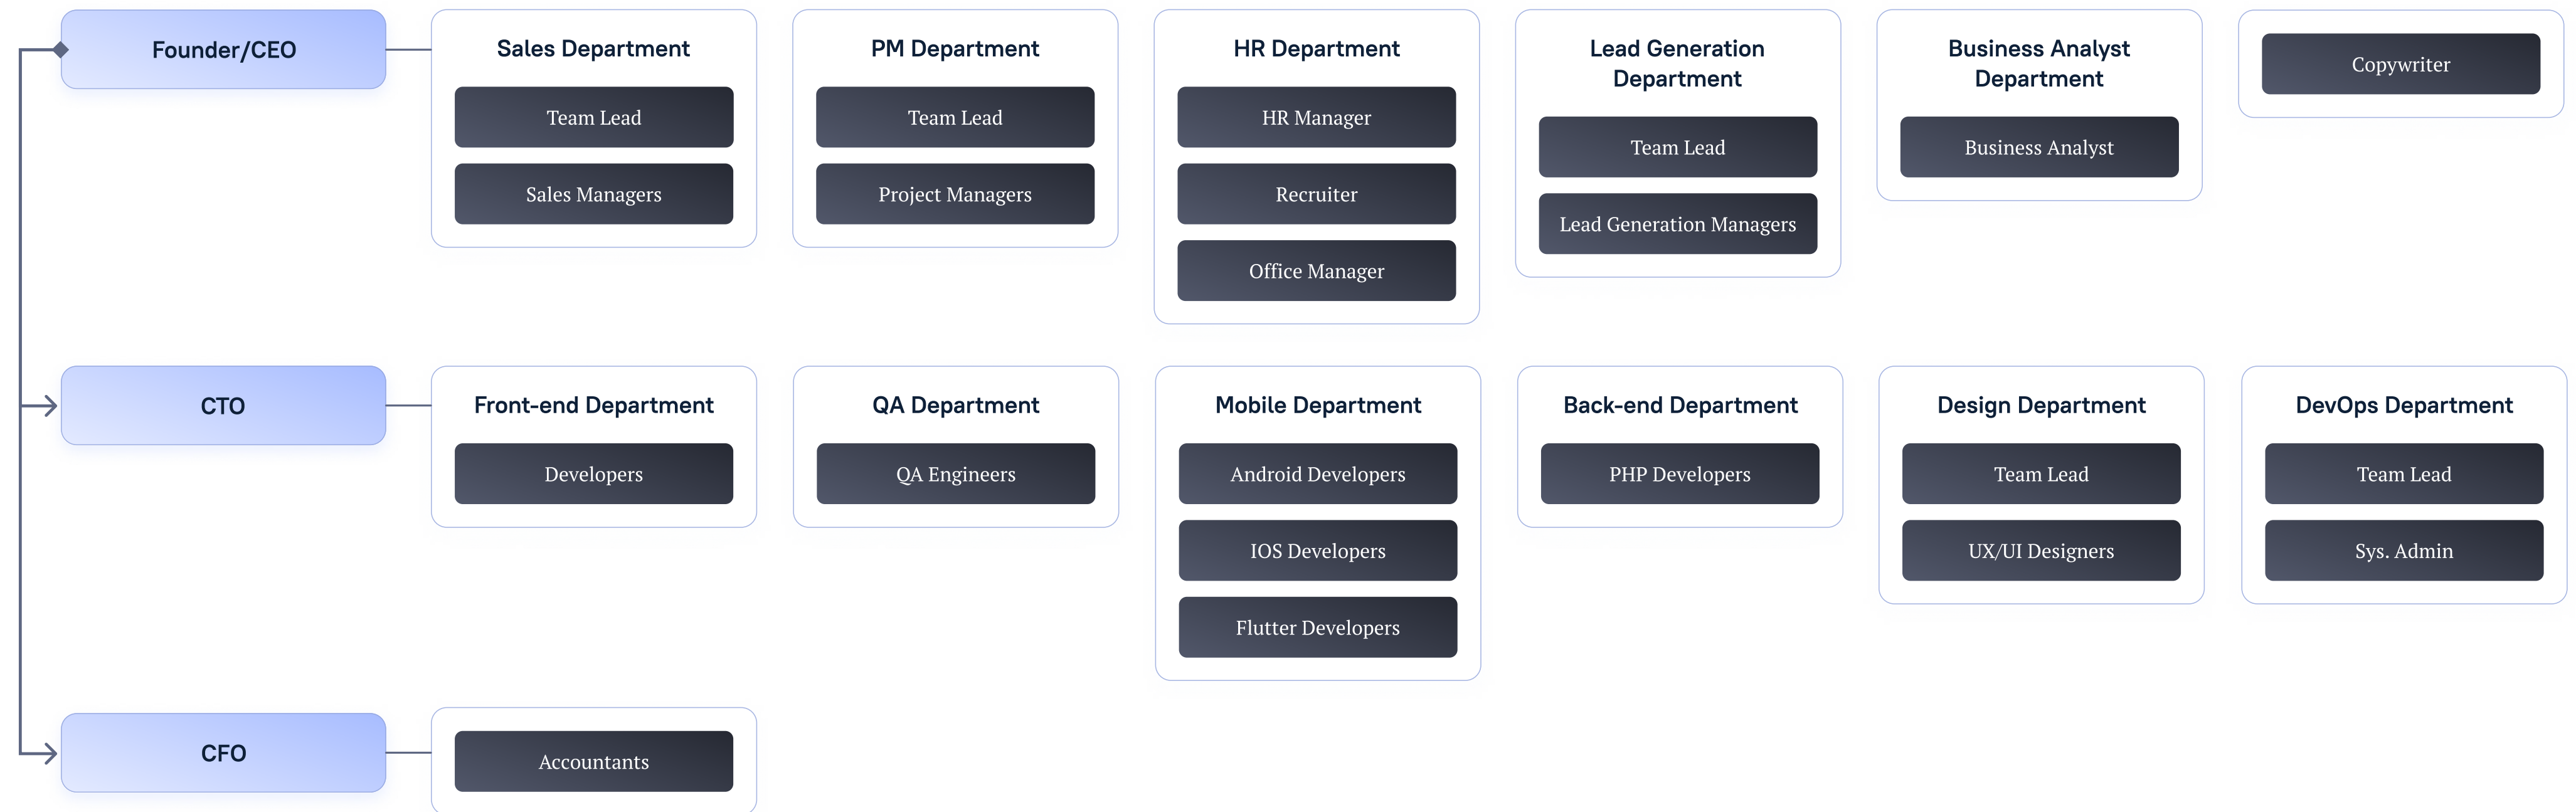 Founder/CEO
Sales Department
Team Lead
Sales Managers
PM Department
Team Lead
Project Managers
HR Department
HR Manager
Recruiter
Office Manager
Lead Generation
Department
Team Lead
Lead Generation Managers
Business Analyst
Department
Business Analyst
Copywriter
CTO
Front-end Department
Developers
QA Department
QA Engineers
Mobile Department
Android Developers
IOS Developers
Flutter Developers
Back-end Department
PHP Developers
Design Department
Team Lead
UX/UI Designers
DevOps Department
Team Lead
Sys. Admin
CFO
Accountants